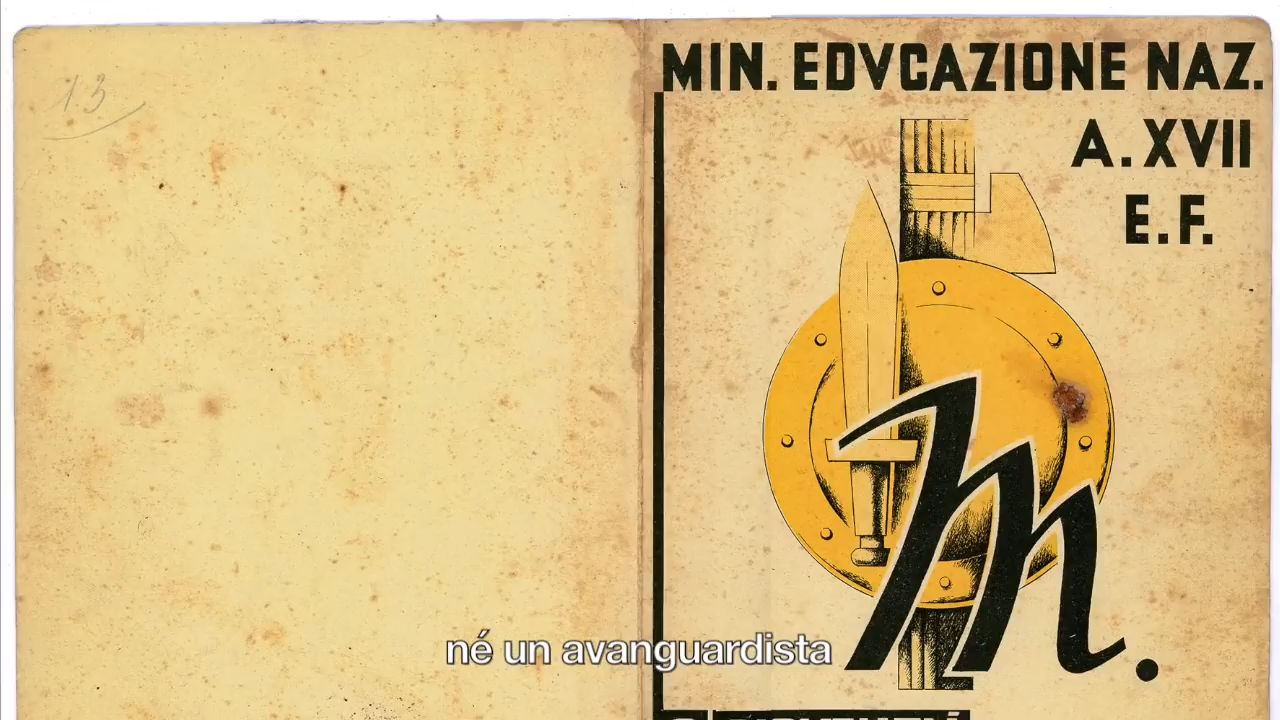 13
MIN. EDVCAZIONE NAZ.
A. XVII
E. F.
m.
né un avanguardista